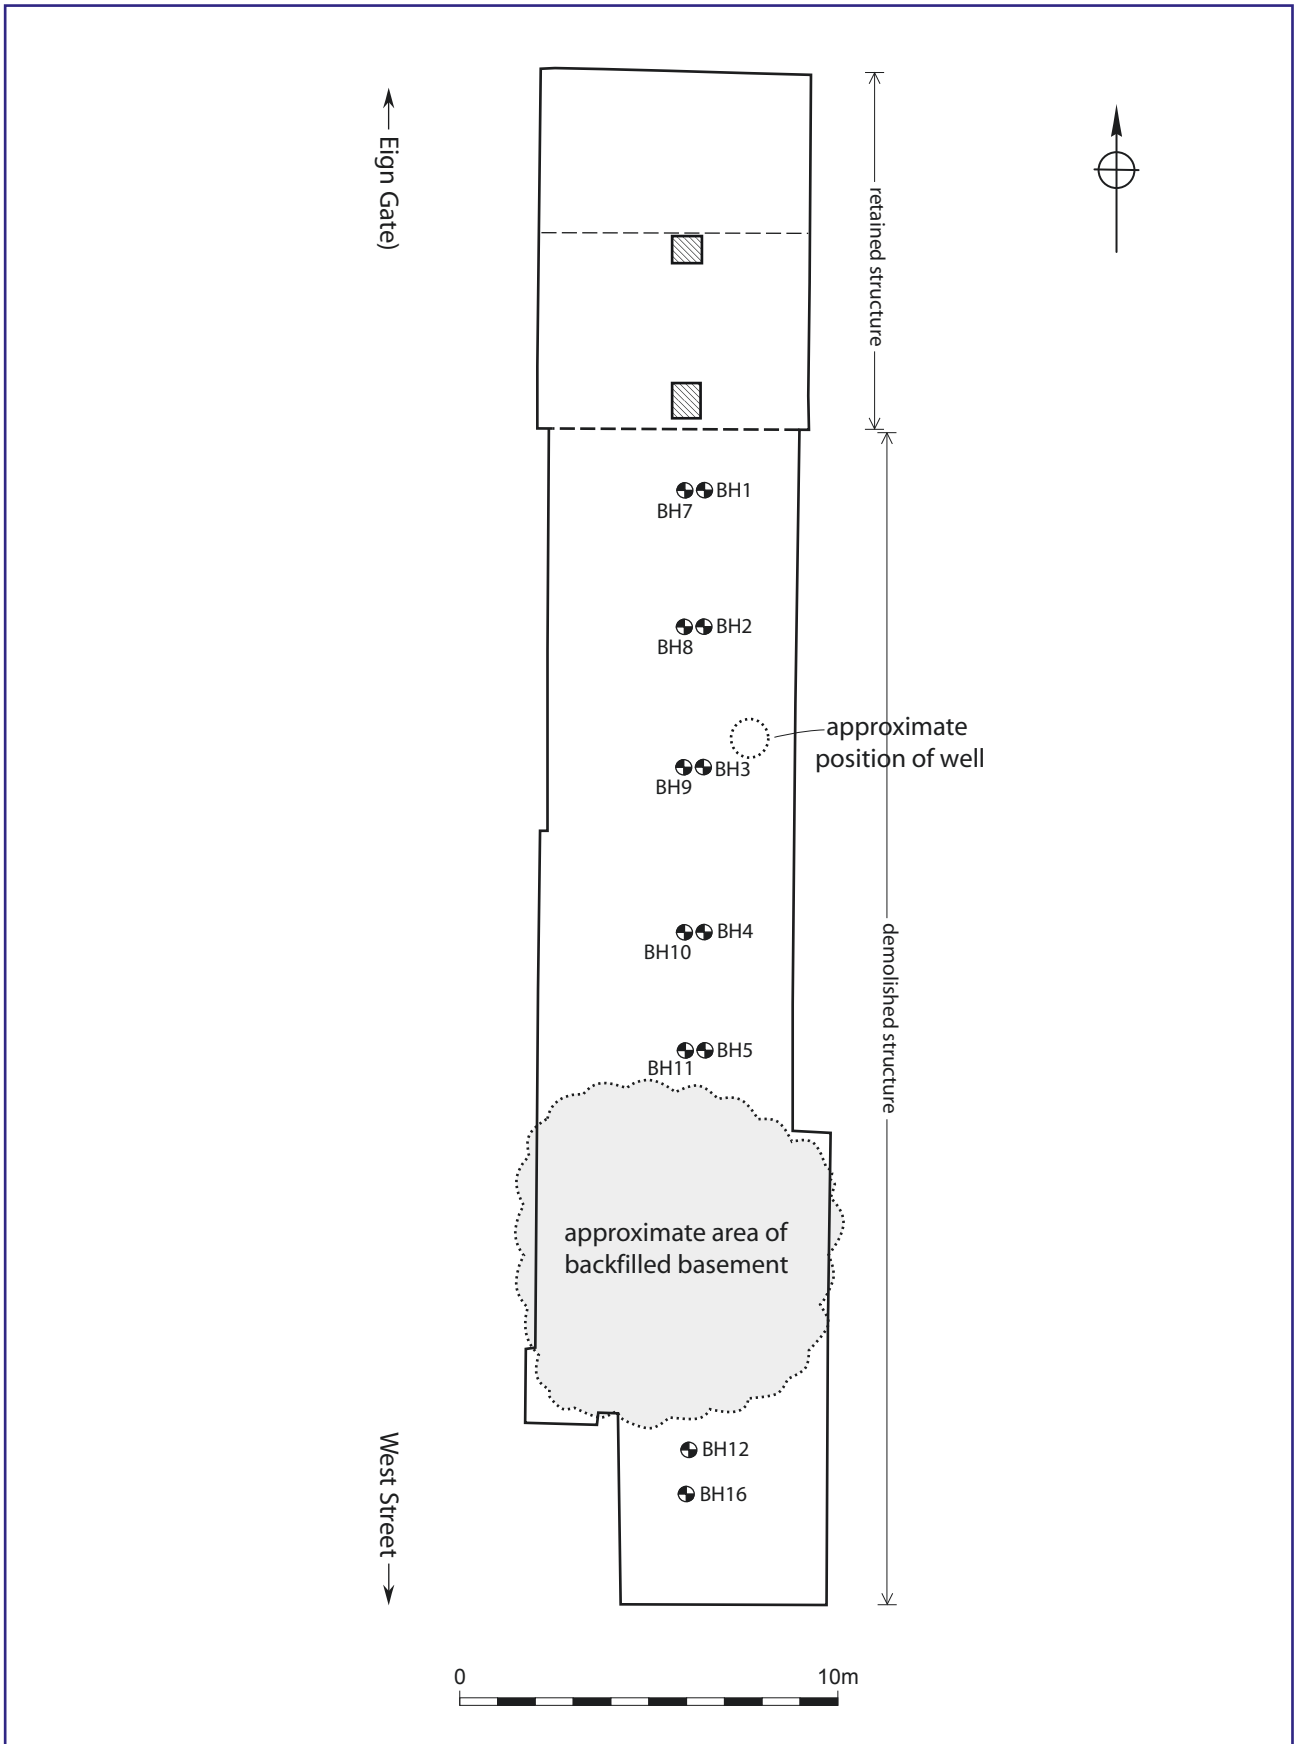 Eign Gate)
retained structure
BH1
BH7
BH2
BH8
approximate
position of well
BH3
BH9
BH4
BH10
demolished structure
BH5
BH11
approximate area of
backfilled basement
West Street
BH12
BH16
0 10m